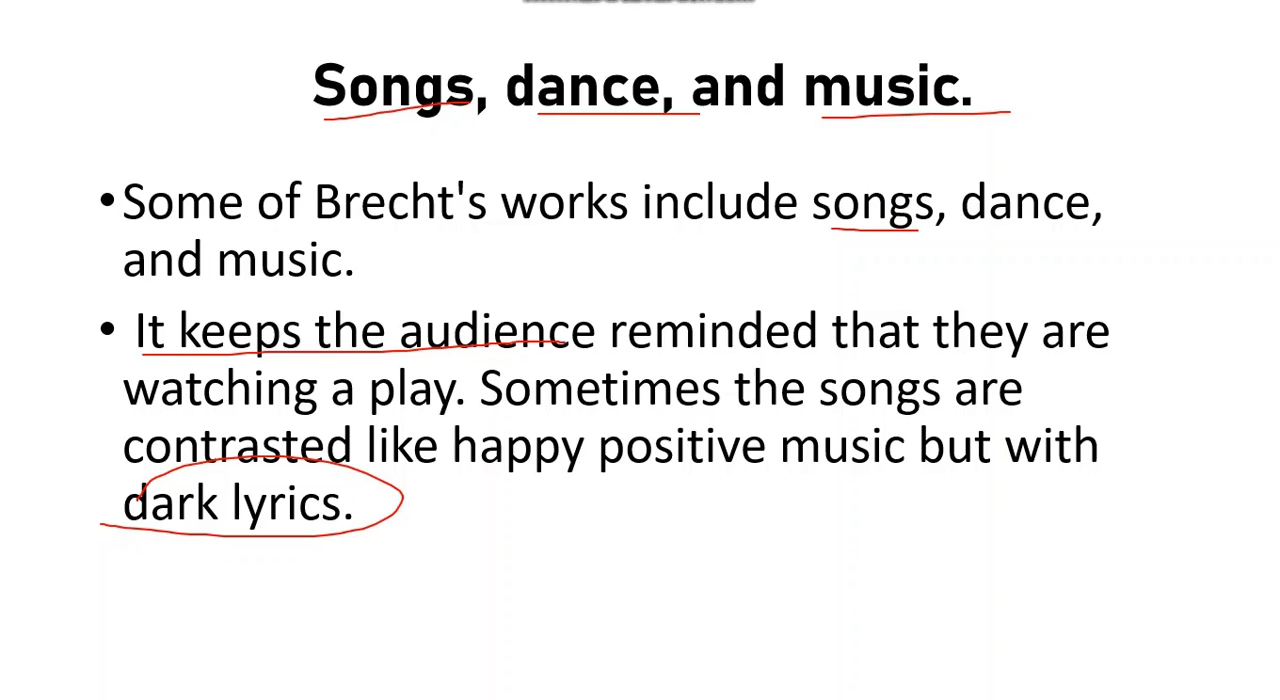 Songs, dance, and music.
•Some of Brecht's works include songs, dance,
and music.
• It keeps the audience reminded that they are
watching a play. Sometimes the songs are
contrasted like happy positive music but with
dark lyrics.